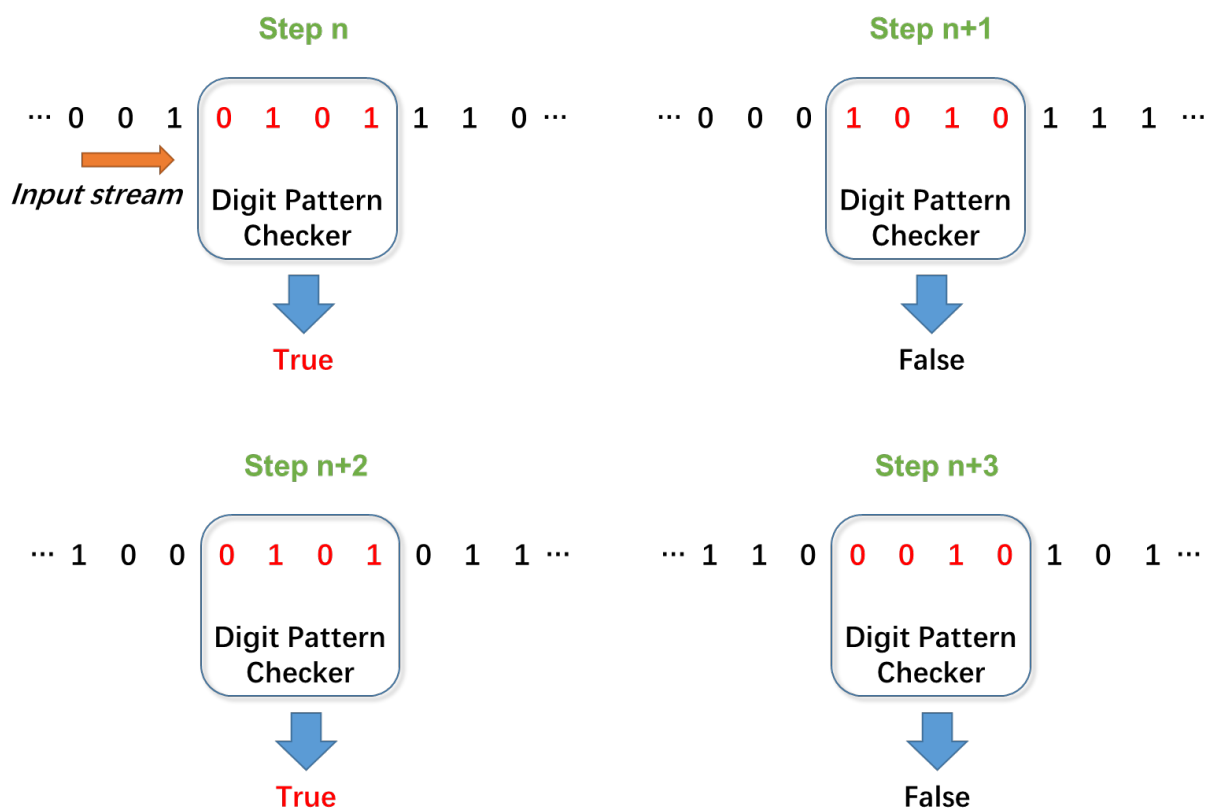 Step n
··· 0 0 1 0 1 0 1 1 1 0 ···
Input stream
Digit Pattern
Checker
True
Step n+1
··· 0 0 0 1 0 1 0 1 1 1 ···
Digit Pattern
Checker
False
Step n+2
··· 1 0 0 0 1 0 1 0 1 1 ···
Digit Pattern
Checker
True
Step n+3
··· 1 1 0 0 0 1 0 1 0 1 ···
Digit Pattern
Checker
False